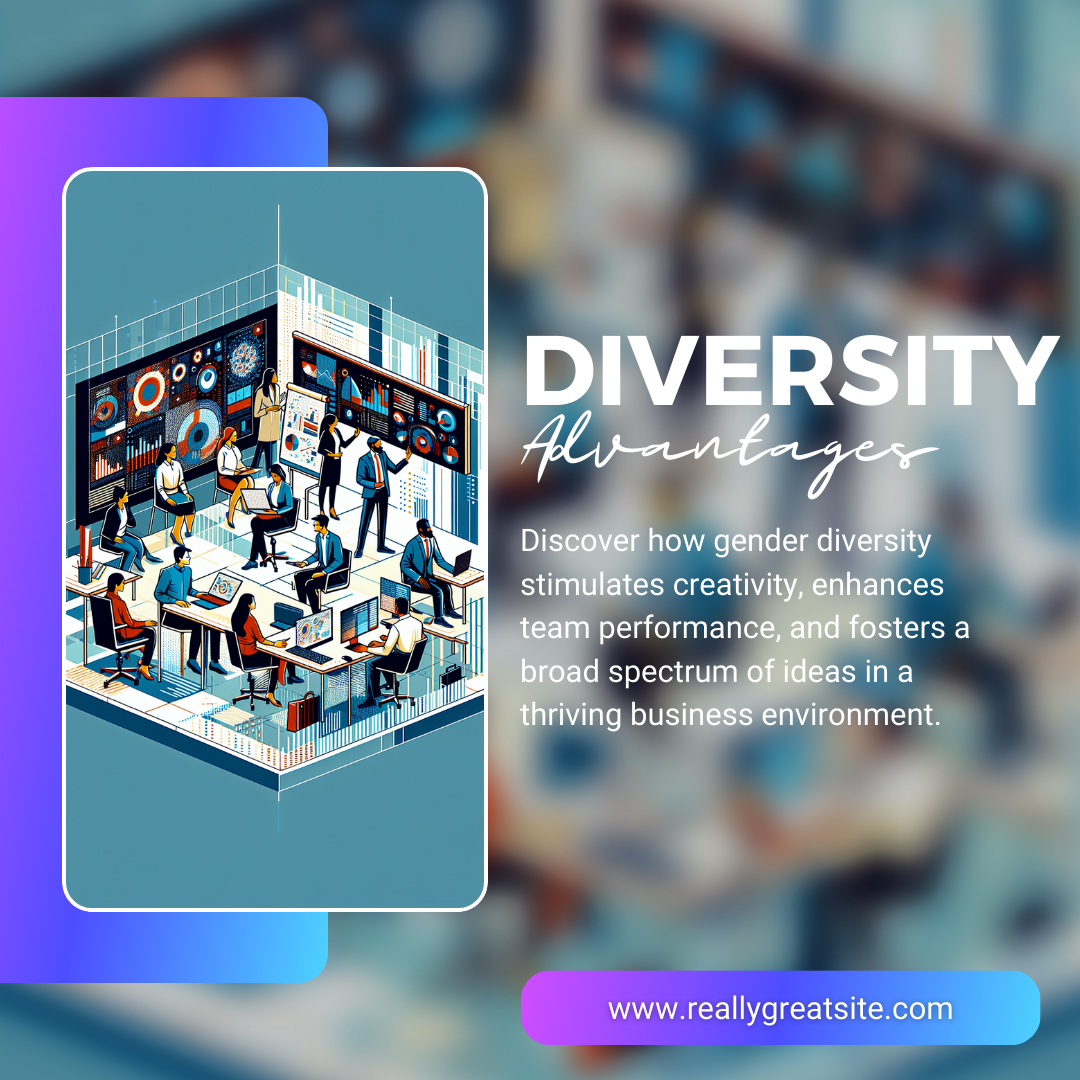 DIVERSITY
Advantages
Discover how gender diversity
stimulates creativity, enhances
team performance, and fosters a
broad spectrum of ideas in a
thriving business environment.
www.reallygreatsite.com